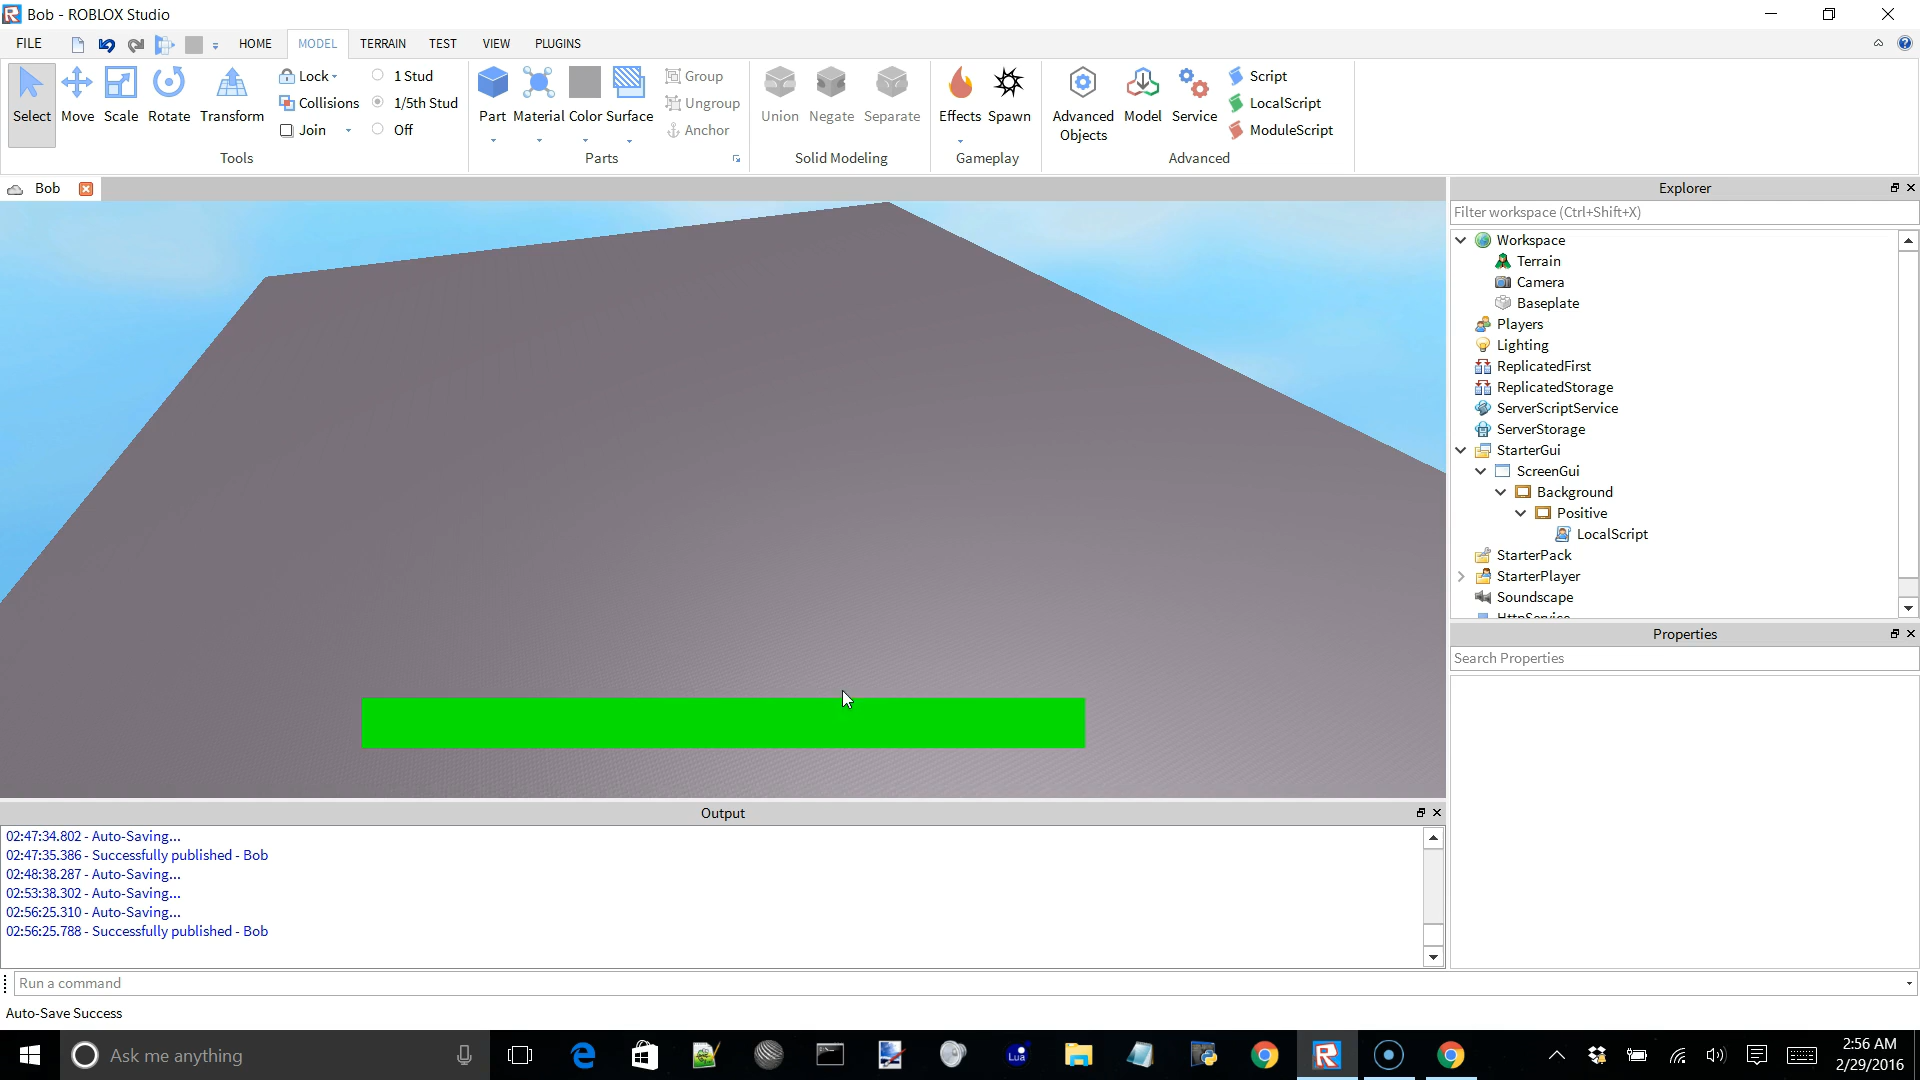 Bob - ROBLOX Studio
FILE HOME MODEL TERRAIN TEST VIEW PLUGINS
Select Move Scale Rotate Transform
Lock
Collisions
Join
1 Stud
1/5th Stud
Off
Tools
Part Material Color Surface
Group
Ungroup
Anchor
Parts
Union Negate Separate
Solid Modeling
Effects Spawn
Gameplay
Advanced Objects Model Service
Script
LocalScript
ModuleScript
Advanced
Bob
Explorer
Filter workspace (Ctrl+Shift+X)
Workspace
Terrain
Camera
Baseplate
Players
Lighting
ReplicatedFirst
ReplicatedStorage
ServerScriptService
ServerStorage
StarterGui
ScreenGui
Background
Positive
LocalScript
StarterPack
StarterPlayer
Soundscape
HttpService
Properties
Search Properties
Output
02:47:34.802 - Auto-Saving...
02:47:35.386 - Successfully published - Bob
02:48:38.287 - Auto-Saving...
02:53:38.302 - Auto-Saving...
02:56:25.310 - Auto-Saving...
02:56:25.788 - Successfully published - Bob
Run a command
Auto-Save Success
Ask me anything
Lua
2:56 AM
2/29/2016